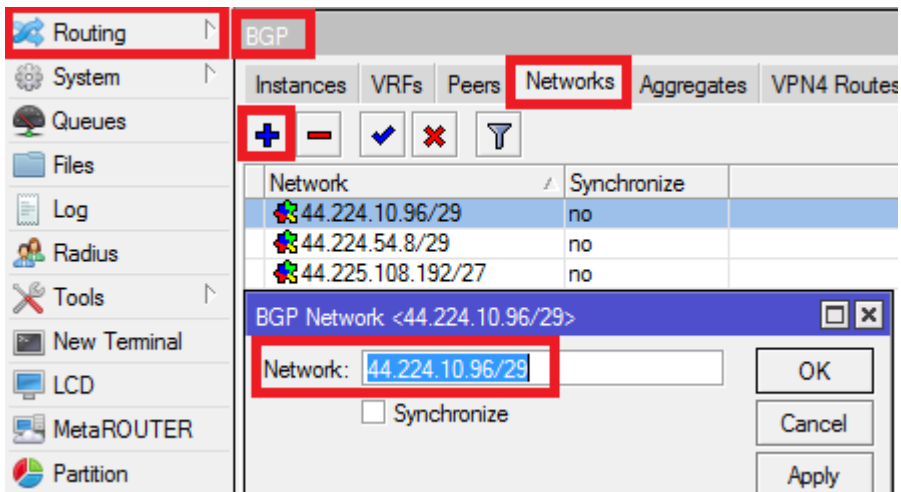 Routing
System
Queues
Files
Log
Radius
Tools
New Terminal
LCD
MetaROUTER
Partition
BGP
Instances VRFs Peers Networks Aggregates VPN4 Routes
Network Synchronize
44.224.10.96/29 no
44.224.54.8/29 no
44.225.108.192/27 no
BGP Network <44.224.10.96/29>
Network: 44.224.10.96/29
Synchronize
OK
Cancel
Apply